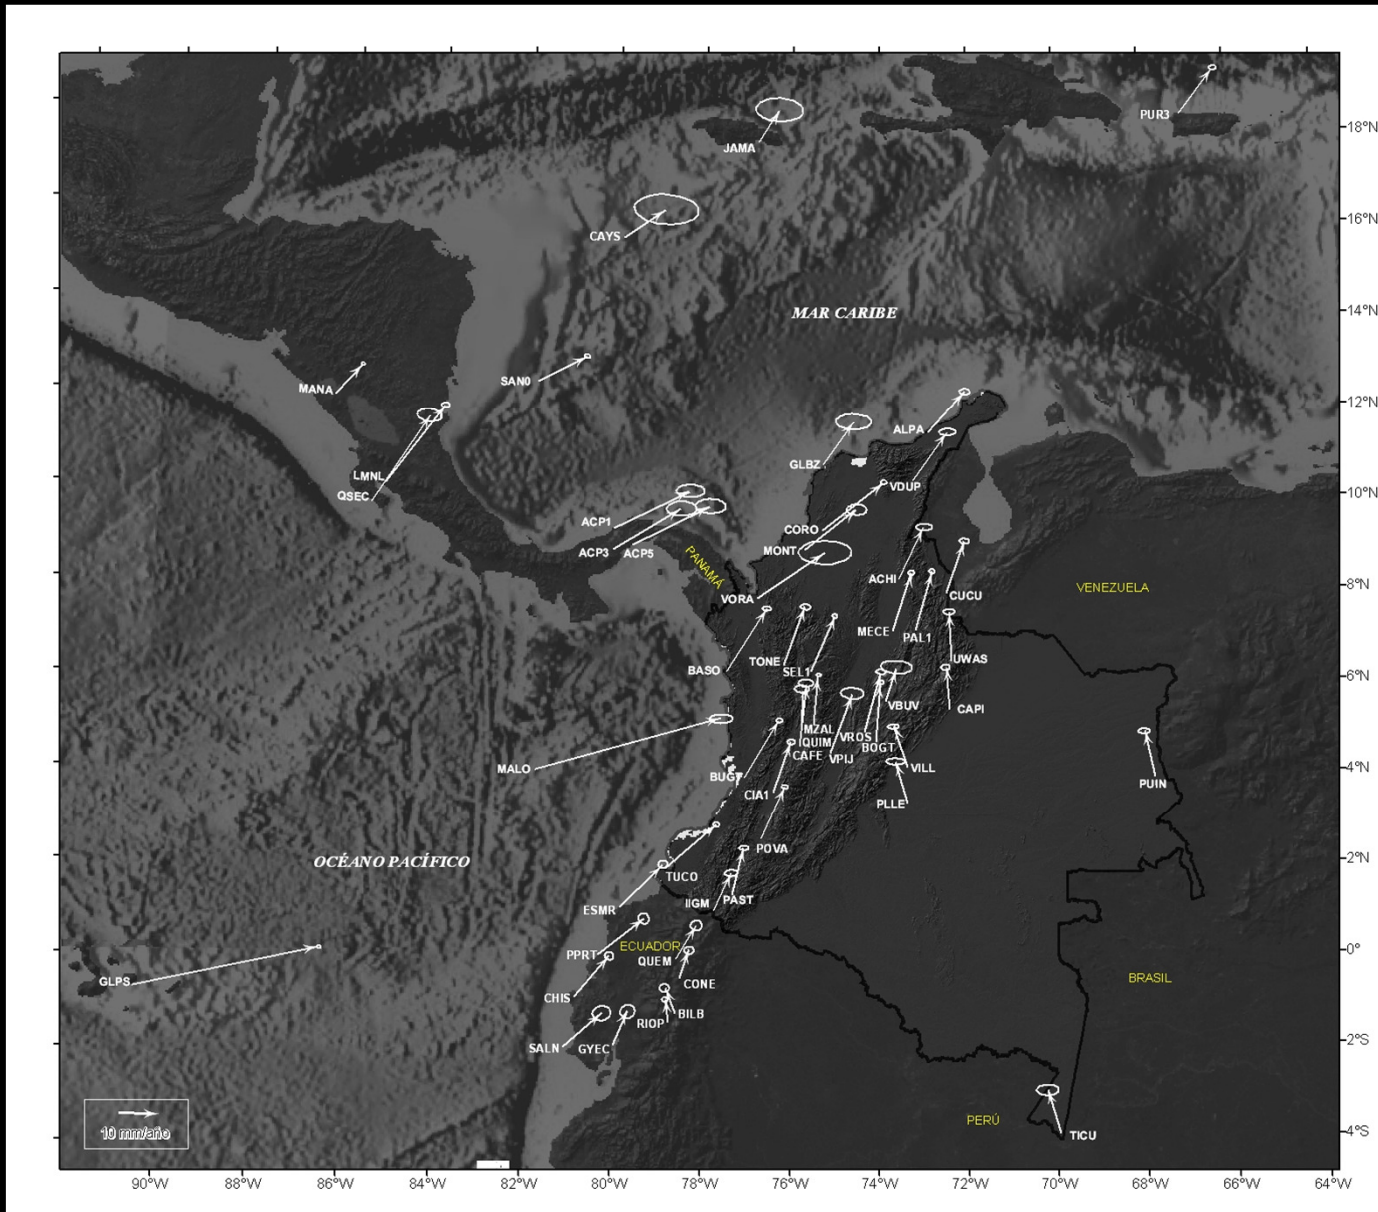 PUR3
18°N
JAMA
16°N
CAYS
14°N
MAR CARIBE
MANA
SAN0
12°N
ALPA
GLBZ
LMNL
QSEC
VDUP
10°N
ACP1
CORO
ACP3
ACP5
MONT
PANAMÁ
ACHI
8°N
VENEZUELA
CUCU
VORA
MECE
PAL1
TONE
UWAS
BASO
SEL1
6°N
VBUV
CAPI
MZAL
VROS
QUIM
BOGT
CAFE
VPIJ
MALO
VILL
4°N
BUGT
PUIN
CIA1
PLLE
POVA
OCÉANO PACÍFICO
2°N
TUCO
PAST
IIGM
ESMR
ECUADOR
0°
PPRT
QUEM
GLPS
CONE
BRASIL
CHIS
BILB
RIOP
SALN
GYEC
2°S
PERÚ
10 mm/año
TICU
4°S
90°W 88°W 86°W 84°W 82°W 80°W 78°W 76°W 74°W 72°W 70°W 68°W 66°W 64°W